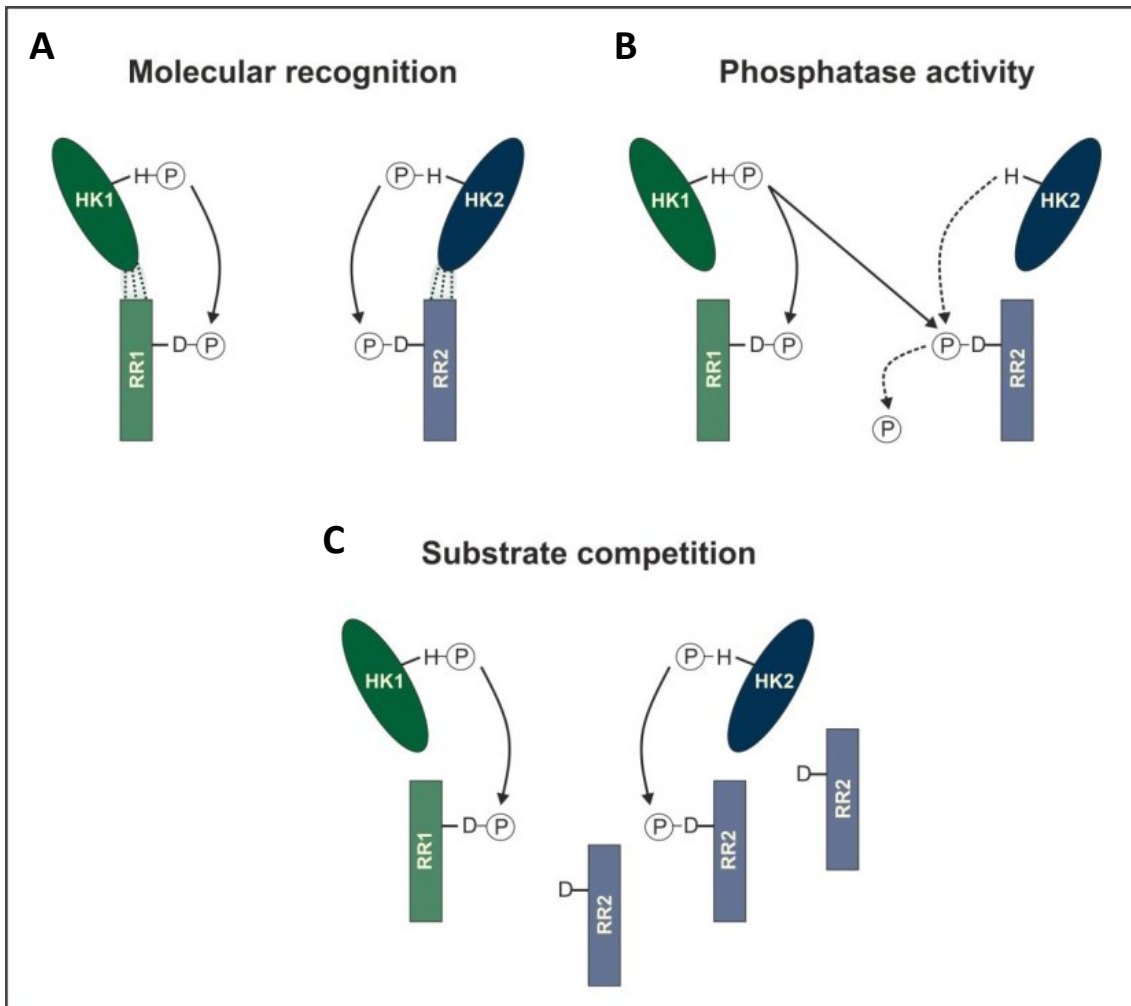 A
Molecular recognition
H P
P H
HK1
HK2
D P
P D
RR1
RR2
B
Phosphatase activity
H P
H
HK1
HK2
D P
P D
RR1
RR2
P
C
Substrate competition
H P
P H
HK1
HK2
D
RR2
D P
P D
RR1
RR2
D
RR2